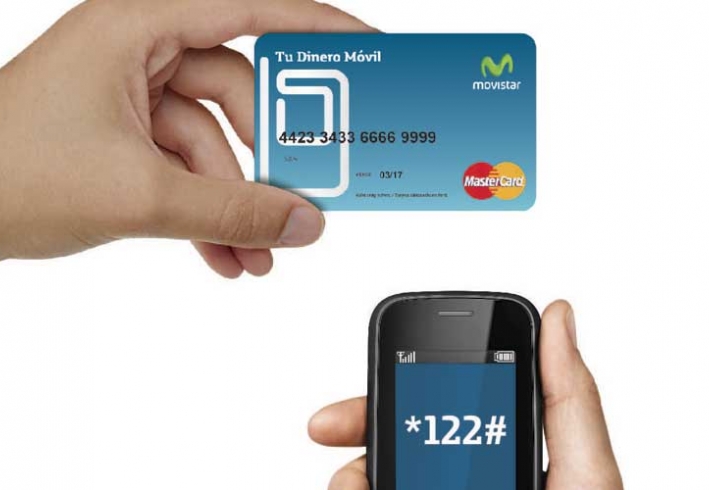 Tu Dinero Móvil
movistar
4423 3433 6666 9999
03/17
MasterCard
*122#